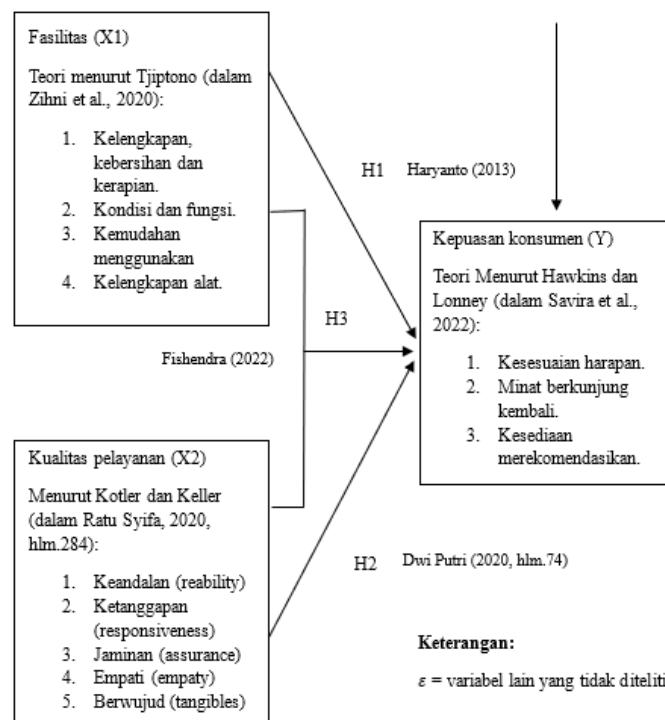 Fasilitas (X1)
Teori menurut Tjiptono (dalam
Zihni et al., 2020):
1. Kelengkapan,
kebersihan dan
kerapian.
2. Kondisi dan fungsi.
3. Kemudahan
menggunakan
4. Kelengkapan alat.
H1 Haryanto (2013)
Kepuasan konsumen (Y)
Teori Menurut Hawkins dan
Lonney (dalam Savira et al.,
2022):
1. Kesesuaian harapan.
2. Minat berkunjung
kembali.
3. Kesediaan
merekomendasikan.
H3
Fishendra (2022)
Kualitas pelayanan (X2)
Menurut Kotler dan Keller
(dalam Ratu Syifa, 2020,
hlm.284):
1. Keandalan (reability)
2. Ketanggapan
(responsiveness)
3. Jaminan (assurance)
4. Empati (empaty)
5. Berwujud (tangibles)
H2 Dwi Putri (2020, hlm.74)
Keterangan:
ε = variabel lain yang tidak diteliti